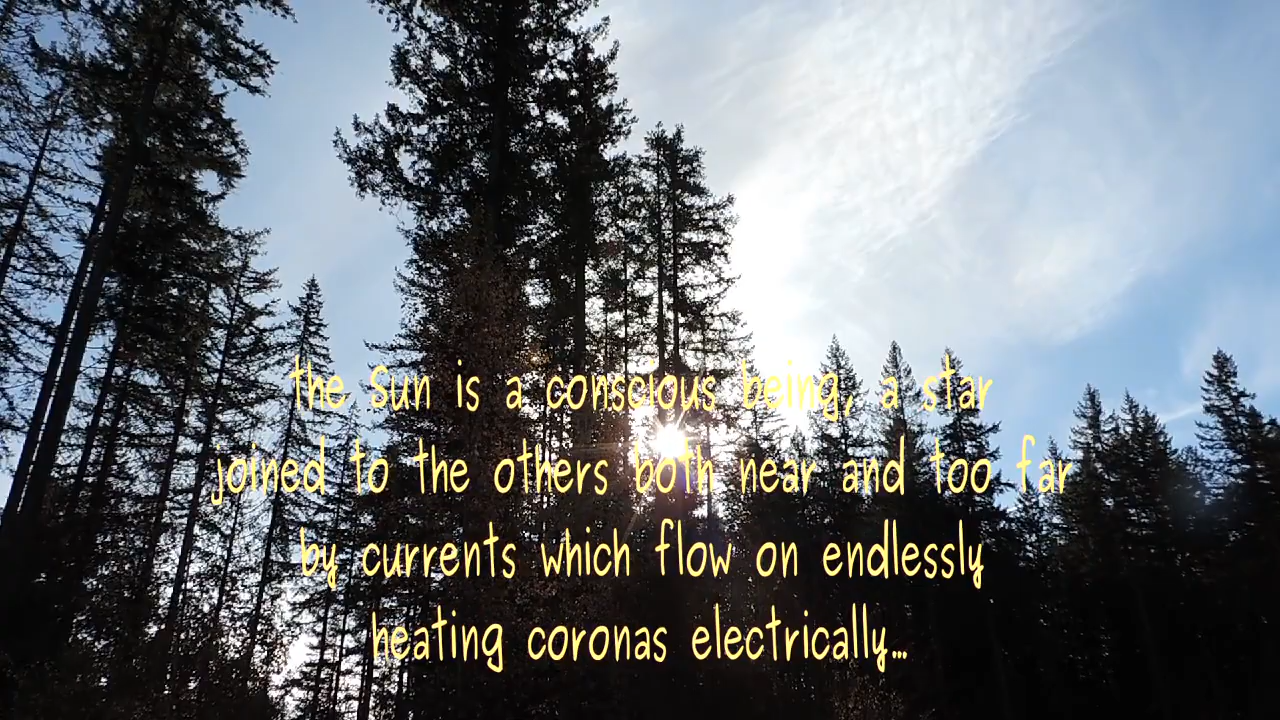 the Sun is a conscious being, a star
joined to the others both near and too far
by currents which flow on endlessly
heating coronas electrically...